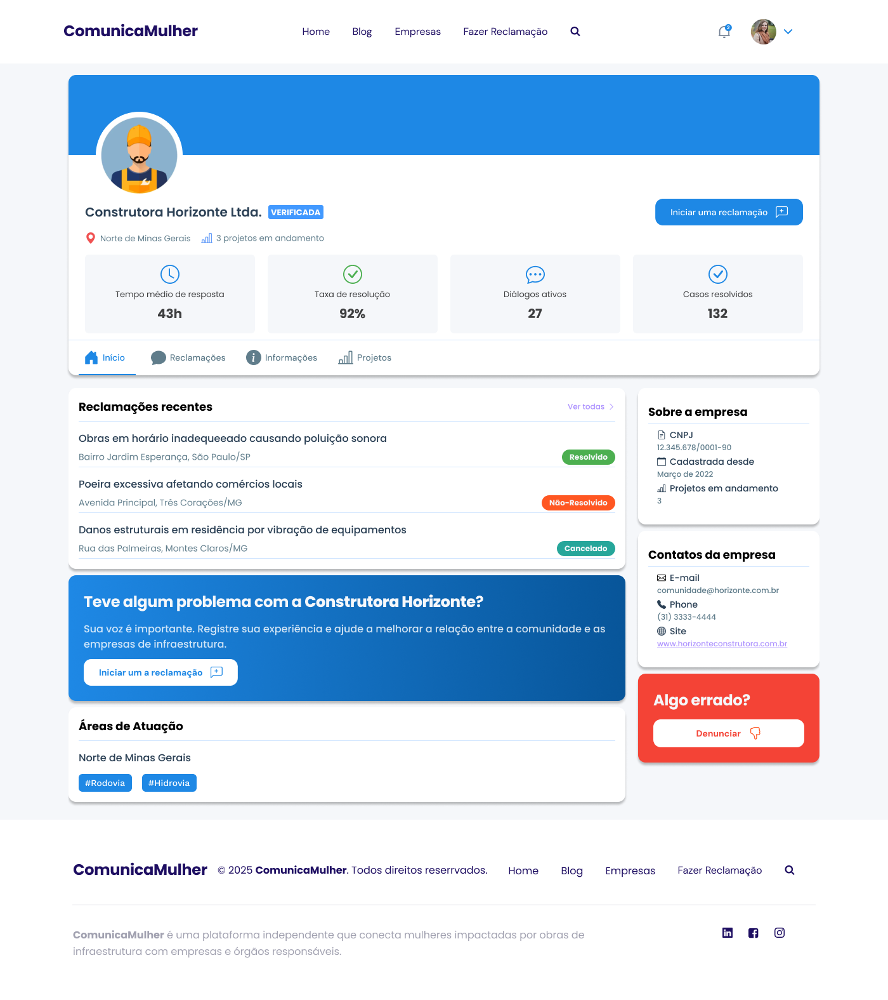 ComunicaMulher
Home Blog Empresas Fazer Reclamação
2
Construtora Horizonte Ltda. VERIFICADA
Iniciar uma reclamação
Norte de Minas Gerais 3 projetos em andamento
Tempo médio de resposta
43h
Taxa de resolução
92%
Diálogos ativos
27
Casos resolvidos
132
Início Reclamações Informações Projetos
Reclamações recentes Ver todas
Obras em horário inadequeeado causando poluição sonora
Bairro Jardim Esperança, São Paulo/SP Resolvido
Poeira excessiva afetando comércios locais
Avenida Principal, Três Corações/MG Não-Resolvido
Danos estruturais em residência por vibração de equipamentos
Rua das Palmeiras, Montes Claros/MG Cancelado
Teve algum problema com a Construtora Horizonte?
Sua voz é importante. Registre sua experiência e ajude a melhorar a relação entre a comunidade e as
empresas de infraestrutura.
Iniciar um a reclamação
Áreas de Atuação
Norte de Minas Gerais
#Rodovia #Hidrovia
Sobre a empresa
CNPJ
12.345.678/0001-90
Cadastrada desde
Março de 2022
Projetos em andamento
3
Contatos da empresa
E-mail
comunidade@horizonte.com.br
Phone
(31) 3333-4444
Site
www.horizonteconstrutora.com.br
Algo errado?
Denunciar
ComunicaMulher © 2025 ComunicaMulher. Todos direitos reserrvados. Home Blog Empresas Fazer Reclamação
ComunicaMulher é uma plataforma independente que conecta mulheres impactadas por obras de
infraestrutura com empresas e órgãos responsáveis.